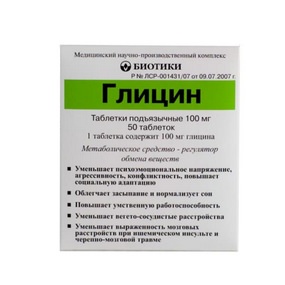 Медицинский научно-производственный комплекс
БИОТИКИ
Р № ЛСР-001431/07 от 09.07.2007 г.
Глицин
Таблетки подъязычные 100 мг
50 таблеток
1 таблетка содержит 100 мг глицина
Метаболическое средство - регулятор
обмена веществ
Уменьшает психоэмоциональное напряжение,
агрессивность, конфликтность, повышает
социальную адаптацию
Облегчает засыпание и нормализует сон
Повышает умственную работоспособность
Уменьшает вегето-сосудистые расстройства
Уменьшает выраженность мозговых
расстройств при ишемическом инсульте и
черепно-мозговой травме